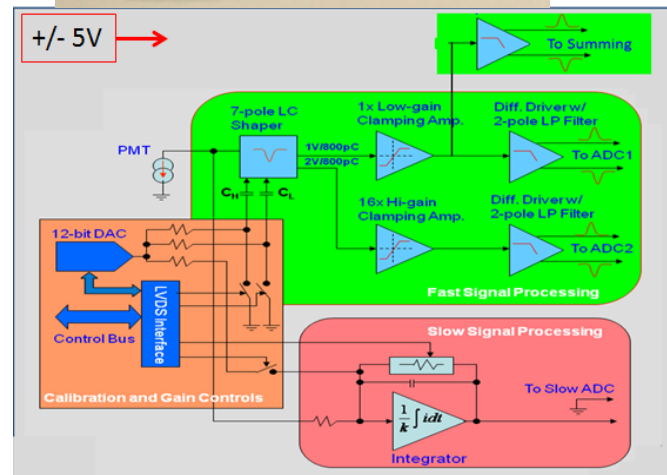 +/- 5V
To Summing
7-pole LC
Shaper
1x Low-gain
Clamping Amp.
Diff. Driver w/
2-pole LP Filter
PMT
1V/800pC
2V/800pC
To ADC1
CH
CL
16x Hi-gain
Clamping Amp.
Diff. Driver w/
2-pole LP Filter
12-bit DAC
To ADC2
LVDS Interface
Fast Signal Processing
Control Bus
Slow Signal Processing
Calibration and Gain Controls
To Slow ADC
1/k ∫ idt
Integrator